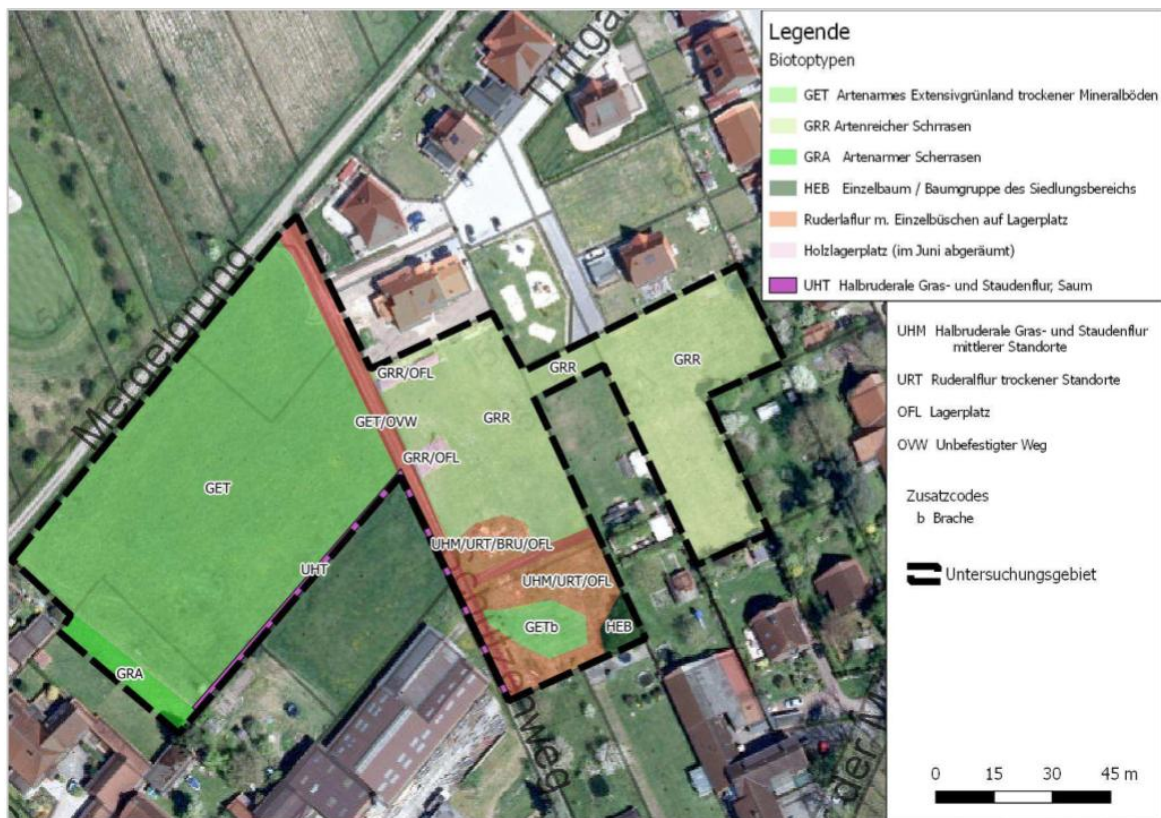 Mergelgrund
Thifga
GRR
GRR
GRR/OFL
GRR
GET/OVW
GRR/OFL
GET
UHM/URT/BRU/OFL
UHT
UHM/URT/OFL
GETb
HEB
GRA
Schützenweg
der M
Legende
Biotoptypen
GET Artenarmes Extensivgrünland trockener Mineralböden
GRR Artenreicher Schrrasen
GRA Artenarmer Scherrasen
HEB Einzelbaum / Baumgruppe des Siedlungsbereichs
Ruderlaflur m. Einzelbüschen auf Lagerplatz
Holzlagerplatz (im Juni abgeräumt)
UHT Halbruderale Gras- und Staudenflur, Saum
UHM Halbruderale Gras- und Staudenflur
mittlerer Standorte
URT Ruderalflur trockener Standorte
OFL Lagerplatz
OVW Unbefestigter Weg
Zusatzcodes
b Brache
Untersuchungsgebiet
0 15 30 45 m